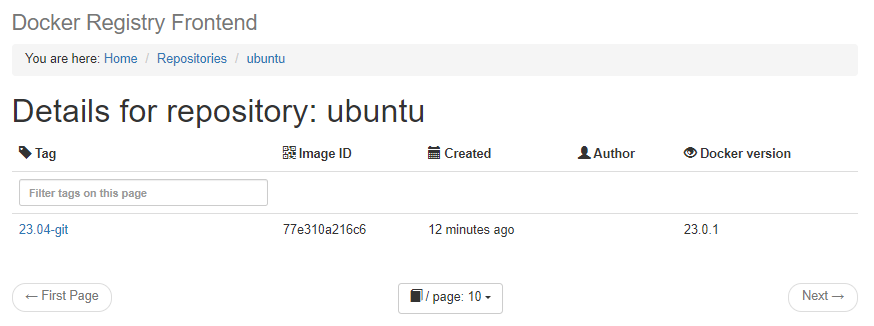 Docker Registry Frontend
You are here: Home / Repositories / ubuntu
Details for repository: ubuntu
Tag Image ID Created Author Docker version
Filter tags on this page
23.04-git 77e310a216c6 12 minutes ago 23.0.1
← First Page / page: 10 Next →